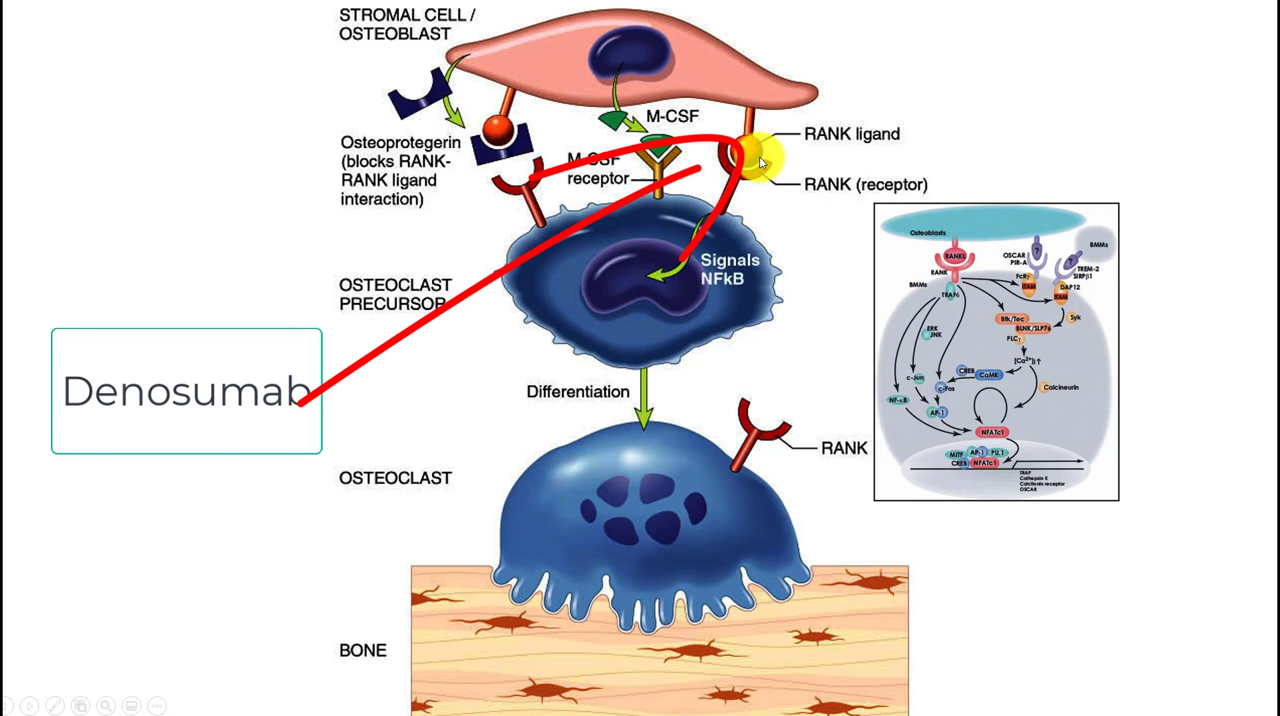 STROMAL CELL /
OSTEOBLAST
M-CSF
RANK ligand
Osteoprotegerin
(blocks RANK-
RANK ligand
interaction)
M-CSF
receptor
RANK (receptor)
Signals
NFkB
OSTEOCLAST
PRECURSOR
Denosumab
Differentiation
RANK
OSTEOCLAST
BONE
Osteoblasts
RANKL
RANK
BMMs
TRAF6
OSCAR
PIR-A
?
?
BMMs
TREM-2
SIRPβ1
FcRγ
ITAM
DAP12
ITAM
Btk/Tec
BLNK/SLP76
Syk
PLCγ
ERK
JNK
[Ca²⁺]i↑
CREB
CaMK
c-Jun
c-Fos
Calcineurin
NF-κB
AP-1
NFATc1
MITF
AP-1
PU.1
CREB
NFATc1
TRAP
Cathepsin K
Calcitonin receptor
OSCAR